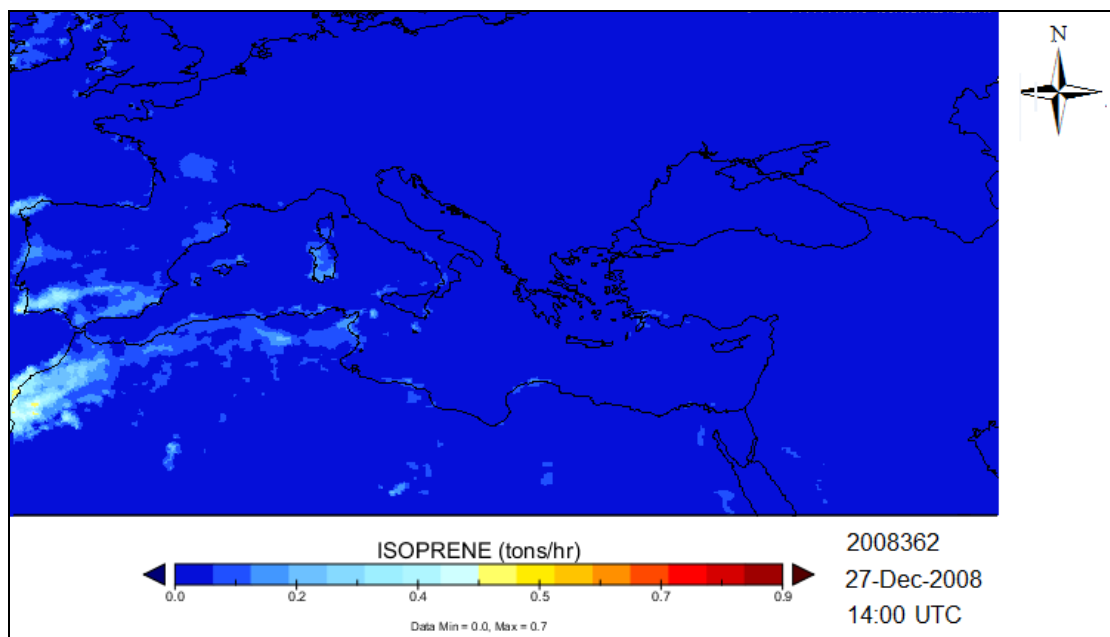 N
ISOPRENE (tons/hr)
0.0 0.2 0.4 0.5 0.7 0.9
Data Min = 0.0, Max = 0.7
2008362
27-Dec-2008
14:00 UTC